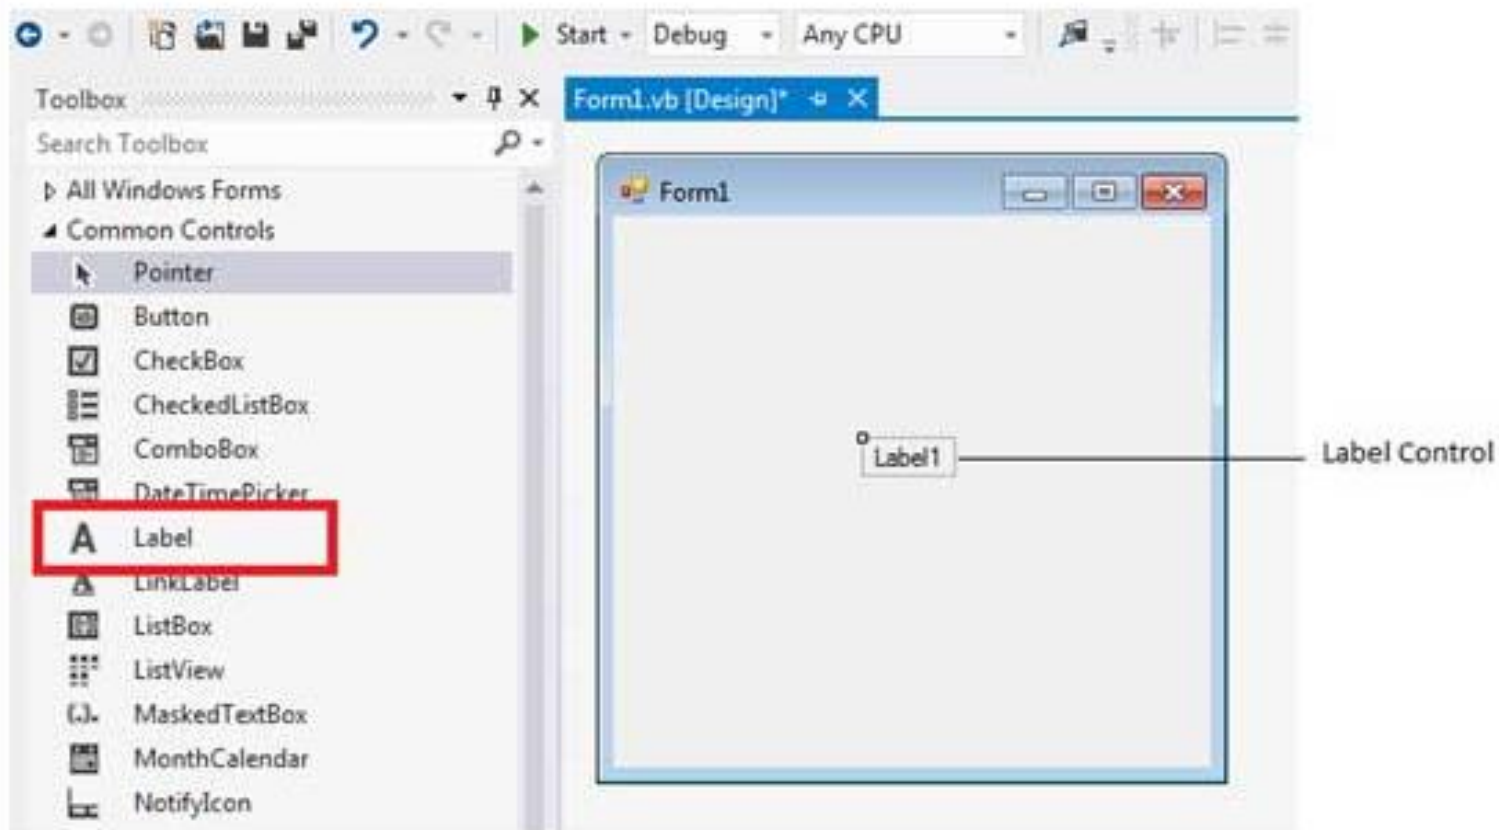 Start Debug Any CPU
Toolbox
Form1.vb [Design]*
Search Toolbox
All Windows Forms
Common Controls
Pointer
Button
CheckBox
CheckedListBox
ComboBox
DateTimePicker
A Label
A LinkLabel
ListBox
ListView
MaskedTextBox
MonthCalendar
NotifyIcon
Form1
Label1
Label Control